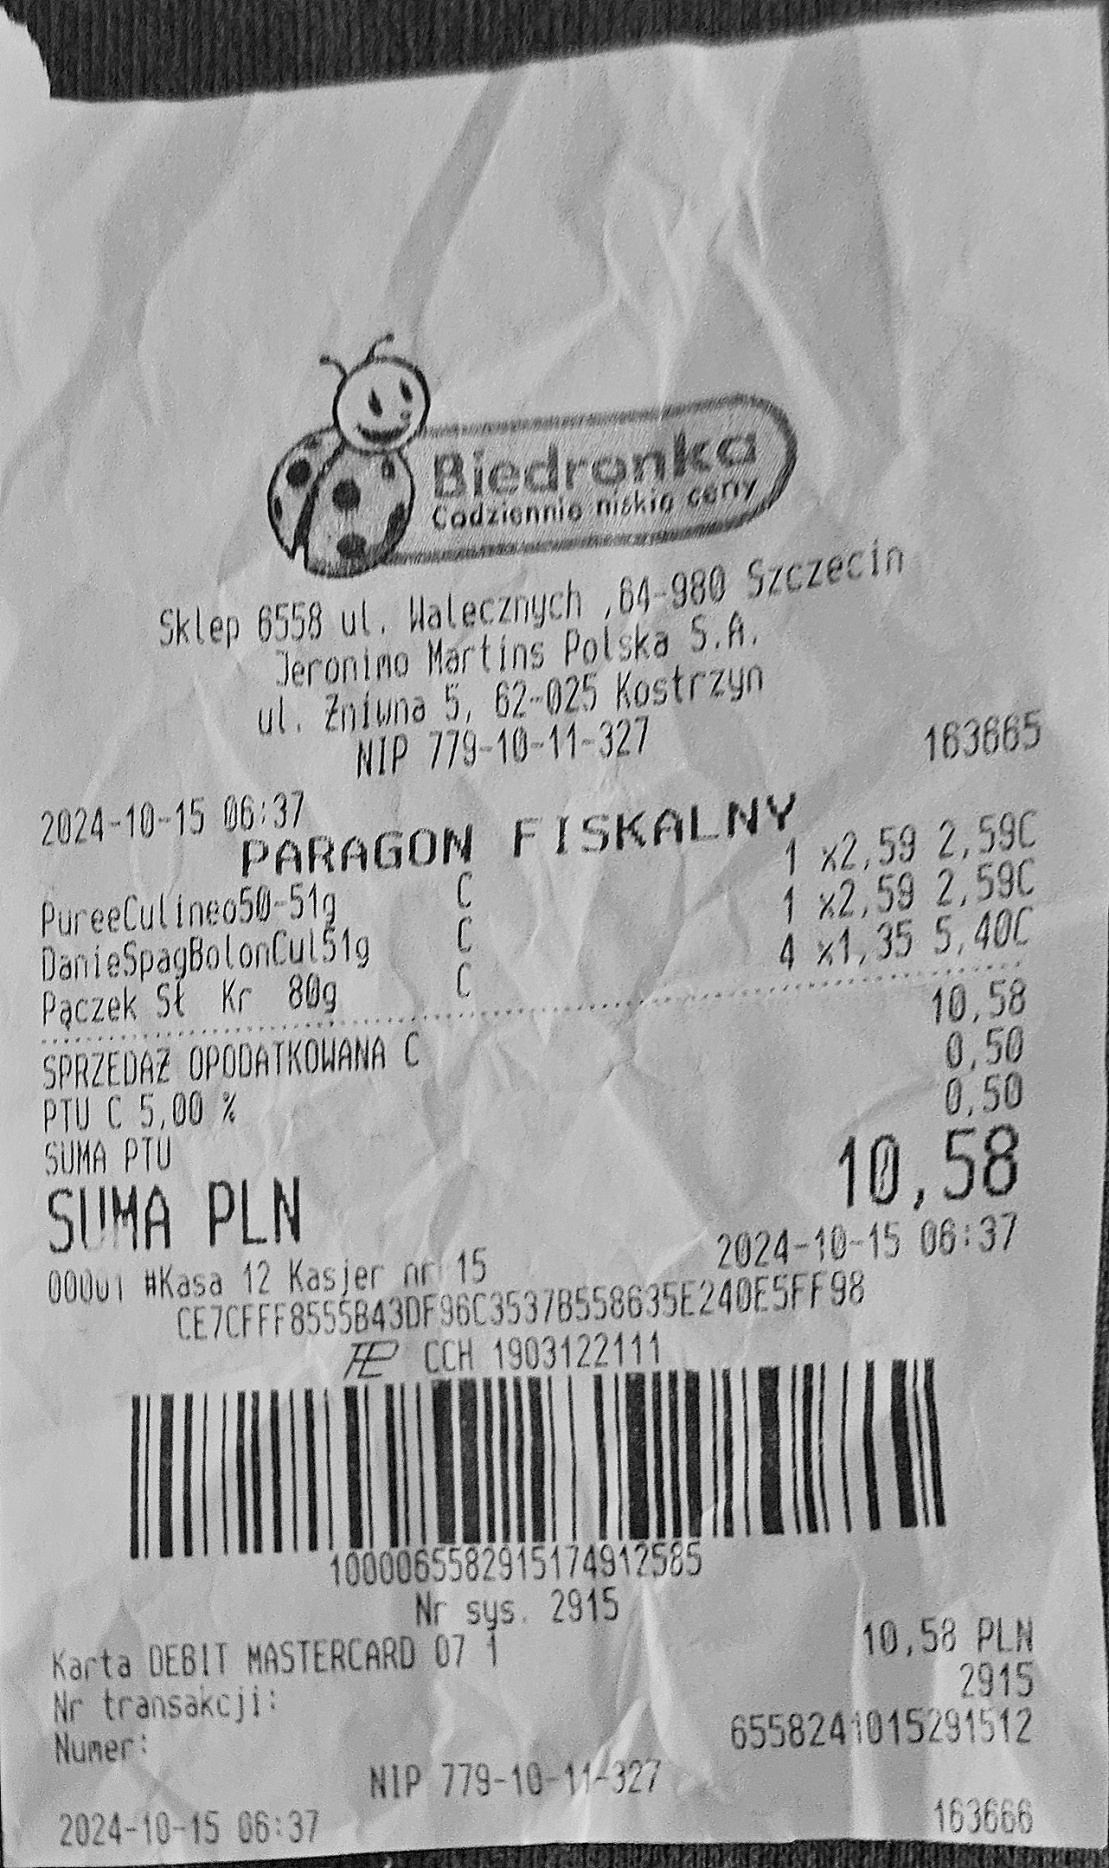 Biedronka
Codziennie niskie ceny
Sklep 6558 ul. Walecznych ,64-980 Szczecin
Jeronimo Martins Polska S.A.
ul. Żniwna 5, 62-025 Kostrzyn
NIP 779-10-11-327
2024-10-15 06:37 163665
PARAGON FISKALNY
PureeCulineo50-51g C 1 x2,59 2,59C
DanieSpagBolonCul51g C 1 x2,59 2,59C
Pączek Sł Kr 80g C 4 x1,35 5,40C
SPRZEDAŻ OPODATKOWANA C 10,58
PTU C 5,00 % 0,50
SUMA PTU 0,50
SUMA PLN 10,58
00001 #Kasa 12 Kasjer nr 15 2024-10-15 06:37
CE7CFFF8555B43DF96C3537B558635E240E5FF98
CCH 1903122111
1000065582915174912585
Nr sys. 2915
Karta DEBIT MASTERCARD 07 1 10,58 PLN
Nr transakcji: 2915
Numer: 6558241015291512
NIP 779-10-11-327
2024-10-15 06:37 163666